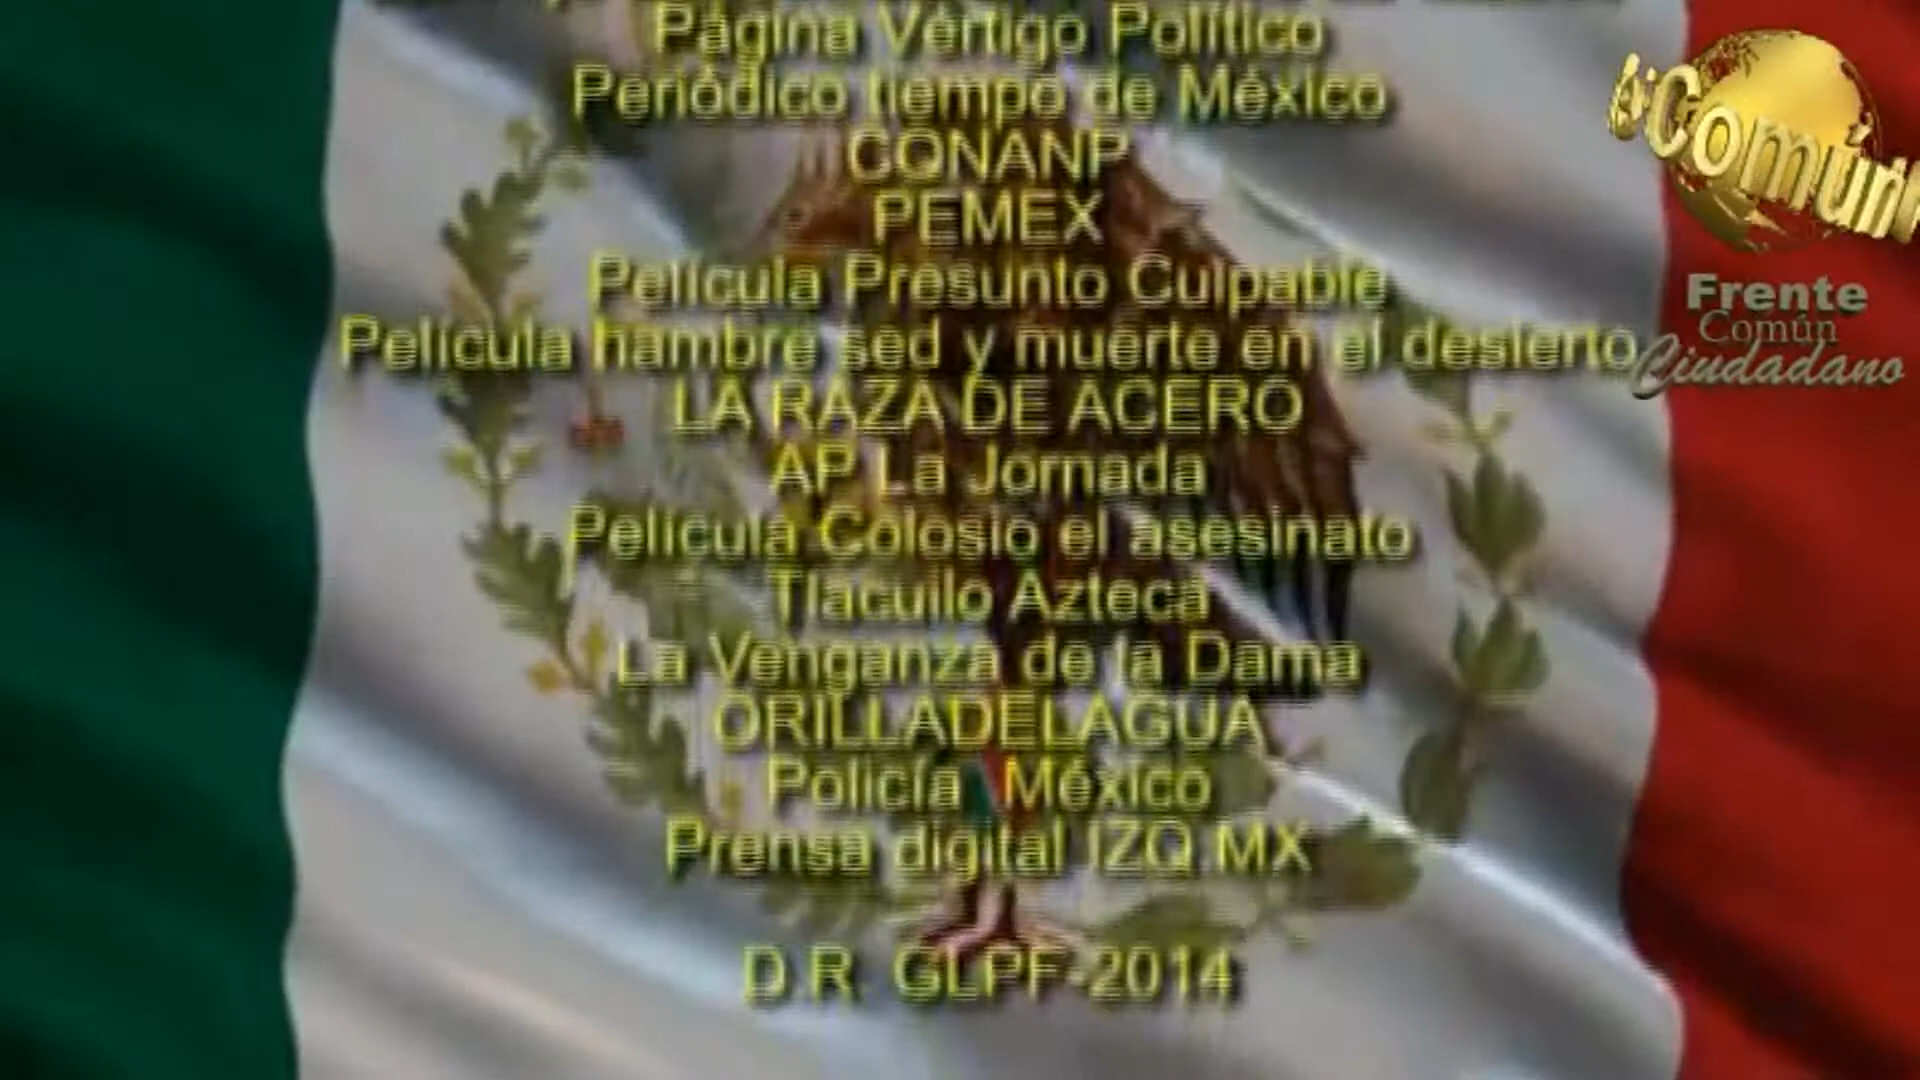 Página Vértigo Político
Periódico tiempo de México
CONANP
PEMEX
Película Presunto Culpable
Película hambre sed y muerte en el desierto
LA RAZA DE ACERO
AP La Jornada
Película Colosio el asesinato
Tlacuilo Azteca
La Venganza de la Dama
ORILLADELAGUA
Policía México
Prensa digital IZQ.MX
D.R. GLPF-2014
Común
Frente
Común
Ciudadano